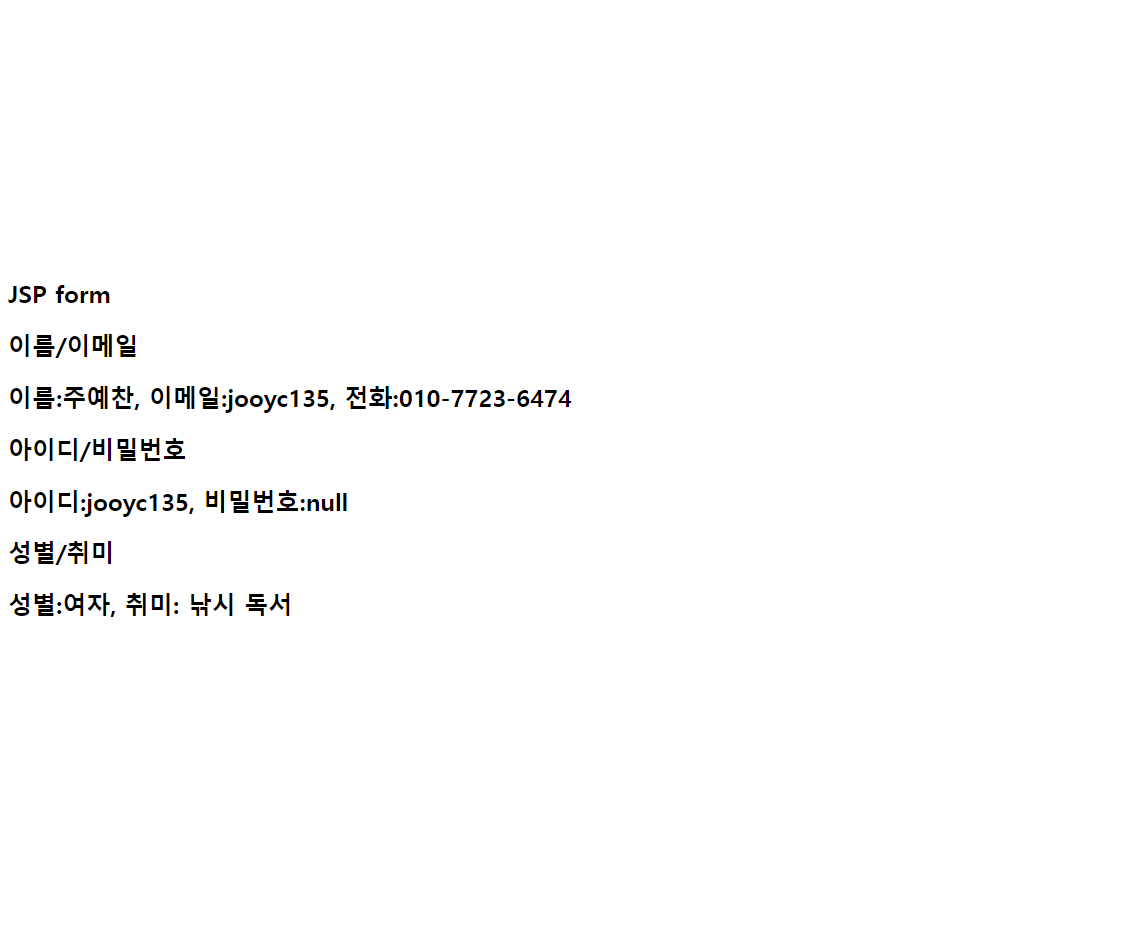 JSP form
이름/이메일
이름:주예찬, 이메일:jooyc135, 전화:010-7723-6474
아이디/비밀번호
아이디:jooyc135, 비밀번호:null
성별/취미
성별:여자, 취미: 낚시 독서